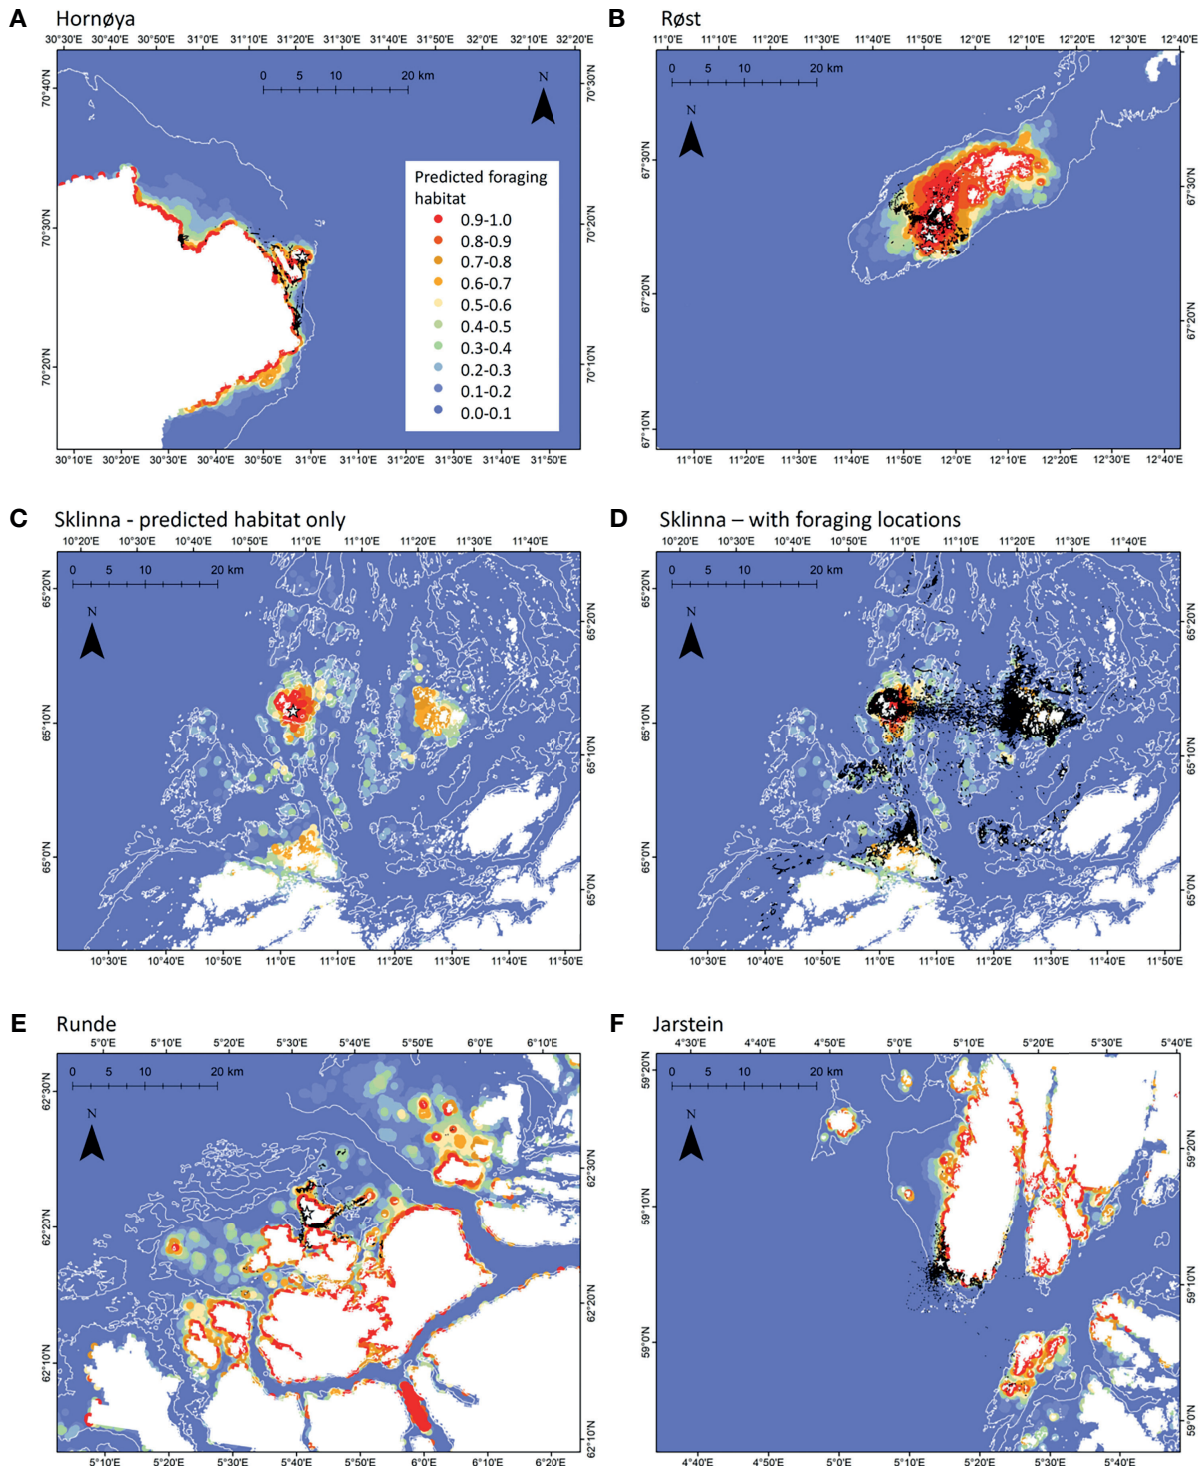 A Hornøya
30°30'E 30°40'E 30°50'E 31°0'E 31°10'E 31°20'E 31°30'E 31°40'E 31°50'E 32°0'E 32°10'E 32°20'E
0 5 10 20 km
N
70°40'N
70°30'N
70°20'N
70°30'N
70°20'N
70°10'N
Predicted foraging
habitat
0.9-1.0
0.8-0.9
0.7-0.8
0.6-0.7
0.5-0.6
0.4-0.5
0.3-0.4
0.2-0.3
0.1-0.2
0.0-0.1
30°10'E 30°20'E 30°30'E 30°40'E 30°50'E 31°0'E 31°10'E 31°20'E 31°30'E 31°40'E 31°50'E
B Røst
11°0'E 11°10'E 11°20'E 11°30'E 11°40'E 11°50'E 12°0'E 12°10'E 12°20'E 12°30'E 12°40'E
0 5 10 20 km
N
67°30'N
67°20'N
67°10'N
67°30'N
67°20'N
11°10'E 11°20'E 11°30'E 11°40'E 11°50'E 12°0'E 12°10'E 12°20'E 12°30'E 12°40'E
C Sklinna - predicted habitat only
10°20'E 10°30'E 10°40'E 10°50'E 11°0'E 11°10'E 11°20'E 11°30'E 11°40'E
0 5 10 20 km
N
65°20'N
65°10'N
65°0'N
65°20'N
65°10'N
65°0'N
10°30'E 10°40'E 10°50'E 11°0'E 11°10'E 11°20'E 11°30'E 11°40'E 11°50'E
D Sklinna – with foraging locations
10°20'E 10°30'E 10°40'E 10°50'E 11°0'E 11°10'E 11°20'E 11°30'E 11°40'E
0 5 10 20 km
N
65°20'N
65°10'N
65°0'N
65°20'N
65°10'N
65°0'N
10°30'E 10°40'E 10°50'E 11°0'E 11°10'E 11°20'E 11°30'E 11°40'E 11°50'E
E Runde
5°0'E 5°10'E 5°20'E 5°30'E 5°40'E 5°50'E 6°0'E 6°10'E
0 5 10 20 km
N
62°30'N
62°20'N
62°10'N
62°30'N
62°20'N
62°10'N
5°10'E 5°20'E 5°30'E 5°40'E 5°50'E 6°0'E 6°10'E 6°20'E
F Jarstein
4°30'E 4°40'E 4°50'E 5°0'E 5°10'E 5°20'E 5°30'E 5°40'E
0 5 10 20 km
N
59°20'N
59°10'N
59°0'N
59°20'N
59°10'N
59°0'N
4°40'E 4°50'E 5°0'E 5°10'E 5°20'E 5°30'E 5°40'E